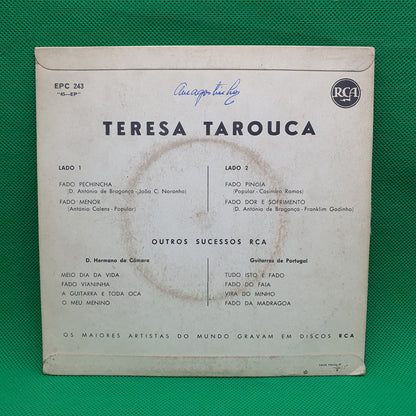 EPC 243
"45—EP"
RCA
TERESA TAROUCA
LADO 1
FADO PECHINCHA
(D. António de Bragança - João C. Noronha)
FADO MENOR
(António Calens - Popular)
LADO 2
FADO PINOIA
(Popular - Casimiro Ramos)
FADO DOR E SOFRIMENTO
(D. António de Bragança - Franklim Godinho)
OUTROS SUCESSOS RCA
D. Hermano da Câmara
MEIO DIA DA VIDA
FADO VIANINHA
A GUITARRA E TODA OCA
O MEU MENINO
Guitarras de Portugal
TUDO ISTO É FADO
FADO DO FAIA
VIRA DO MINHO
FADO DA MADRAGOA
OS MAIORES ARTISTAS DO MUNDO GRAVAM EM DISCOS RCA